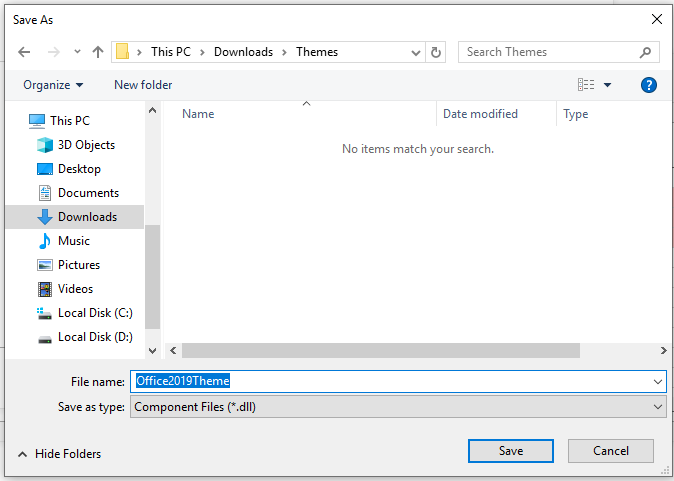 Save As
This PC Downloads Themes
Search Themes
Organize New folder
?
Name Date modified Type
No items match your search.
This PC
3D Objects
Desktop
Documents
Downloads
Music
Pictures
Videos
Local Disk (C:)
Local Disk (D:)
File name: Office2019Theme
Save as type: Component Files (*.dll)
Hide Folders
Save Cancel